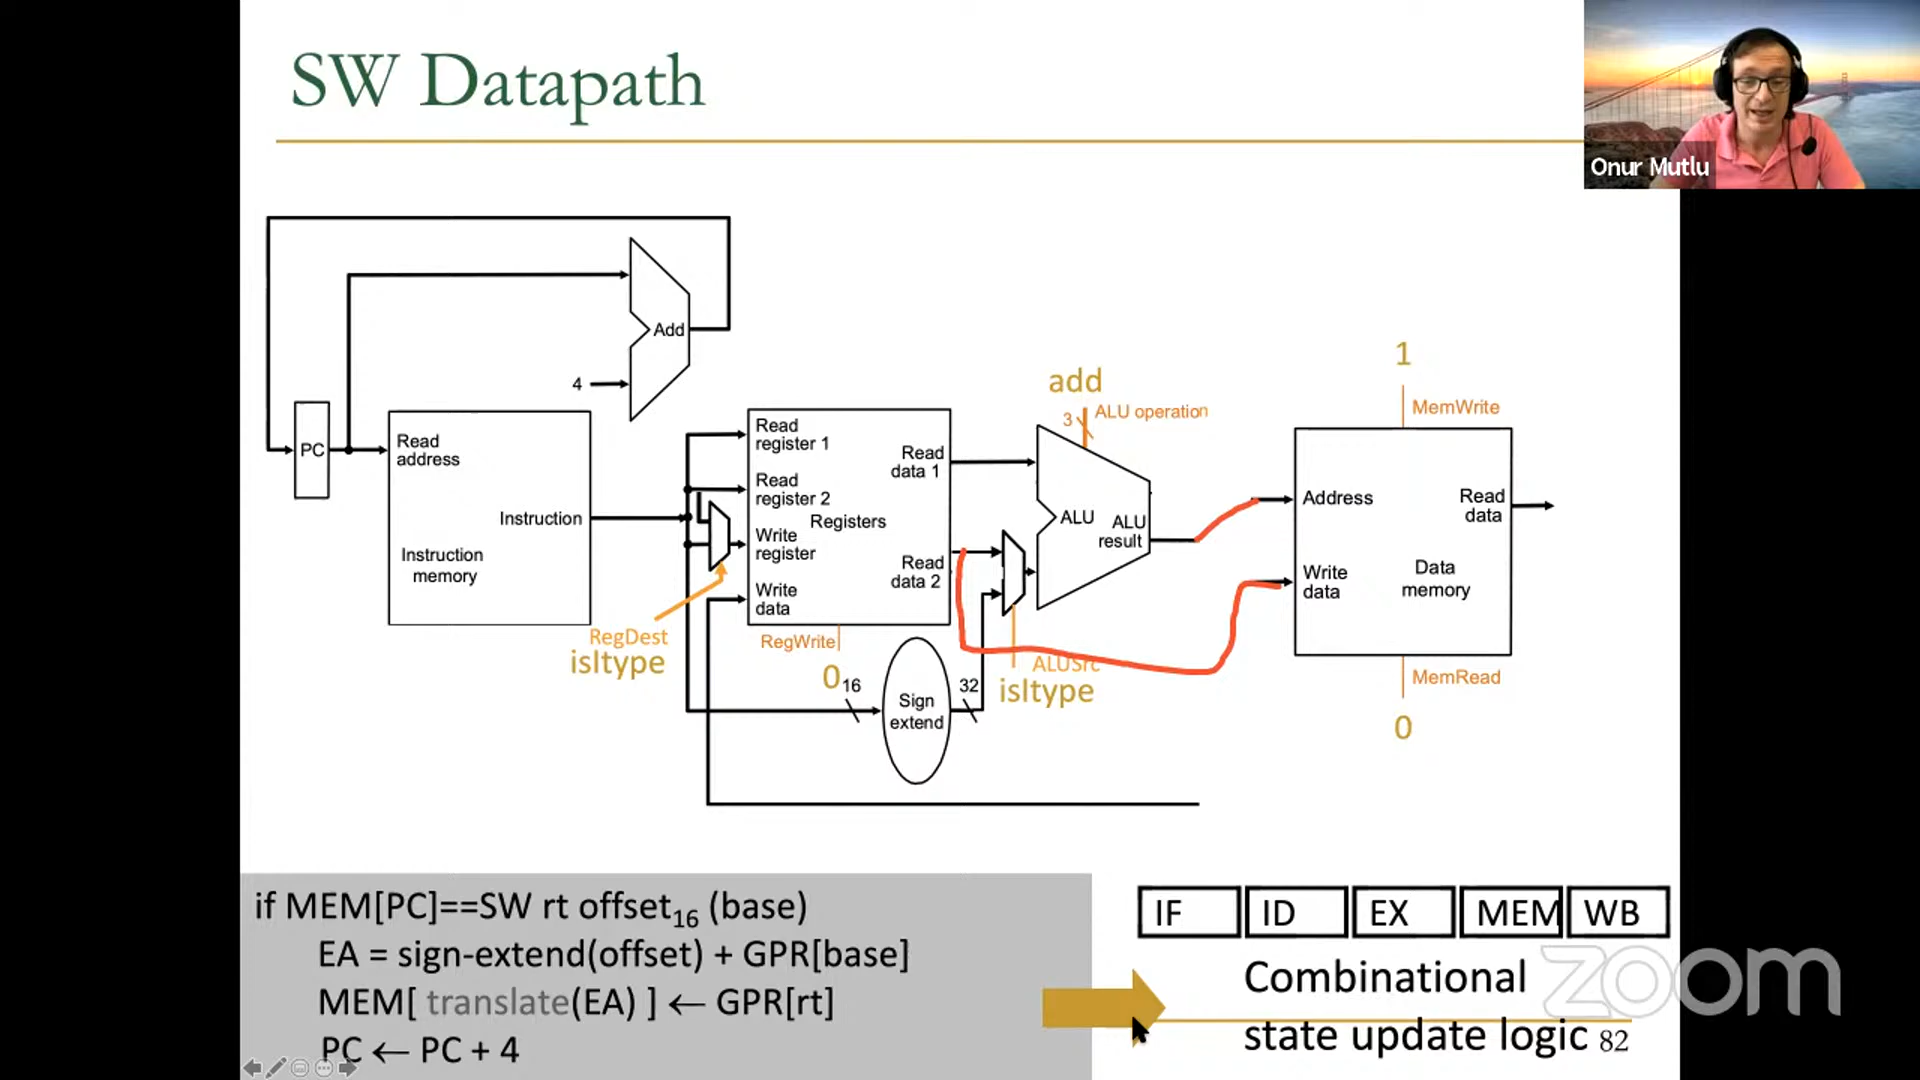 SW Datapath
Onur Mutlu
Add
4
PC
Read
address
Instruction
Instruction
memory
Read
register 1
Read
register 2
Write
register
Write
data
Registers
Read
data 1
Read
data 2
RegDest
isItype
RegWrite
0
16
Sign
extend
32
add
3
ALU operation
ALU
ALU
result
ALUSrc
isItype
1
MemWrite
Address
Write
data
Read
data
Data
memory
MemRead
0
if MEM[PC]==SW rt offset16 (base)
EA = sign-extend(offset) + GPR[base]
MEM[ translate(EA) ] ← GPR[rt]
PC ← PC + 4
IF ID EX MEM WB
Combinational
state update logic 82
zoom